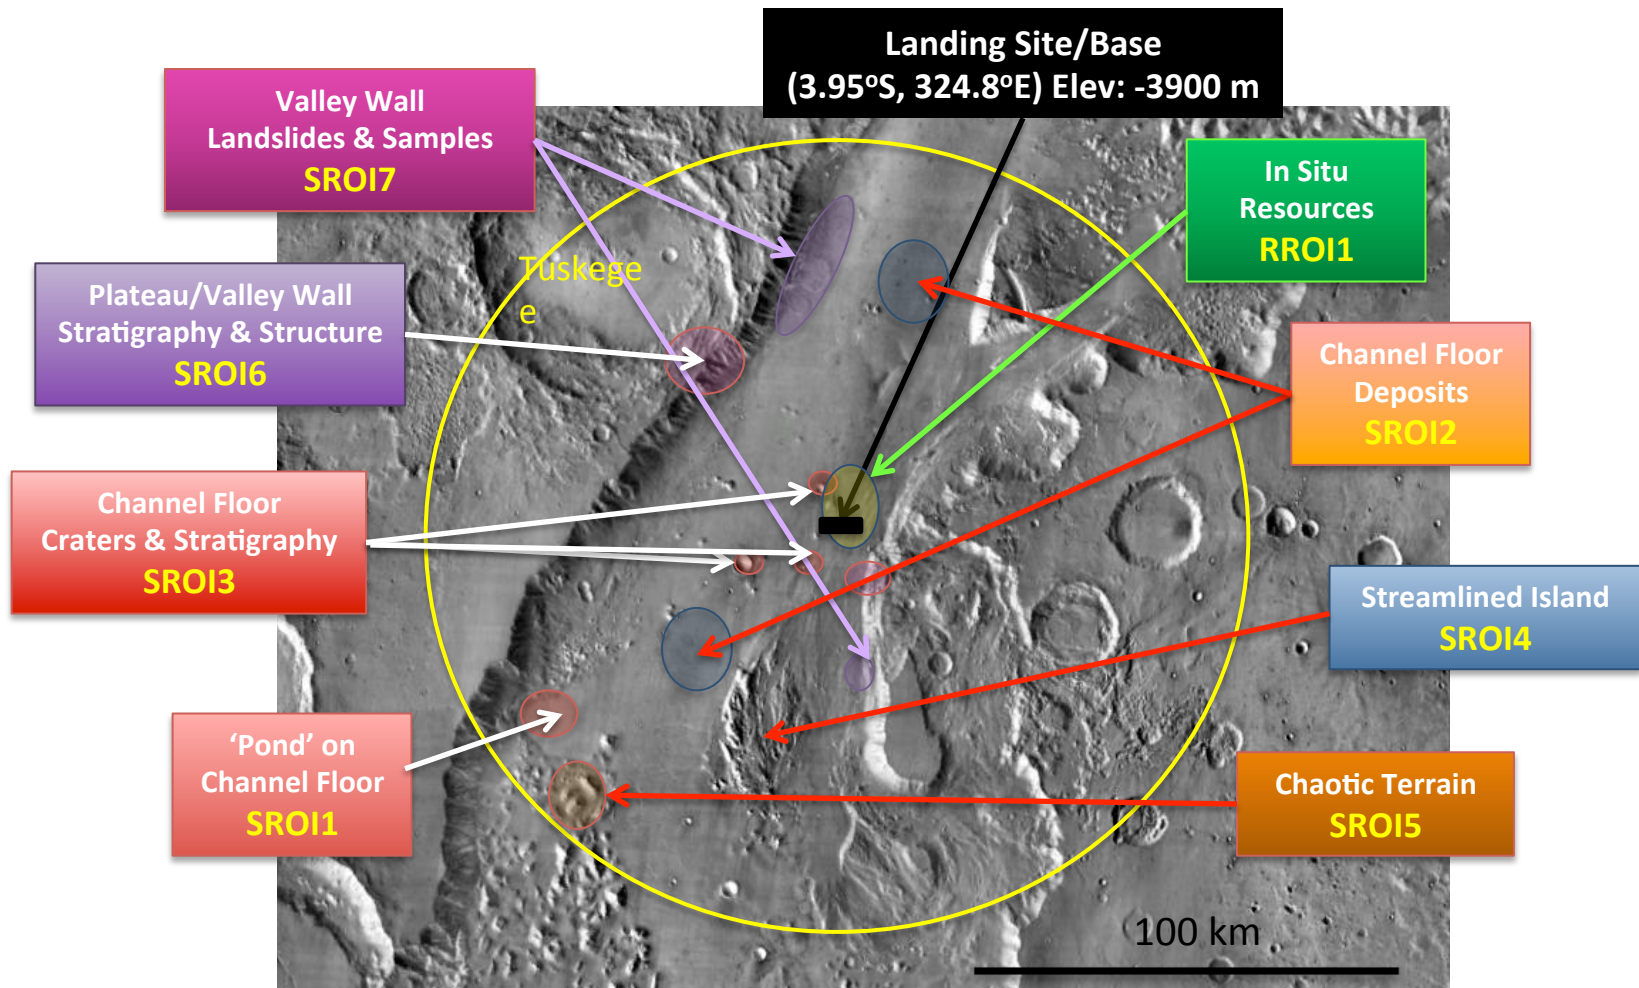 Landing Site/Base
(3.95ºS, 324.8ºE) Elev: -3900 m
Valley Wall
Landslides & Samples
SROI7
In Situ
Resources
RROI1
Tuskege
e
Plateau/Valley Wall
Stratigraphy & Structure
SROI6
Channel Floor
Deposits
SROI2
Channel Floor
Craters & Stratigraphy
SROI3
Streamlined Island
SROI4
‘Pond’ on
Channel Floor
SROI1
Chaotic Terrain
SROI5
100 km